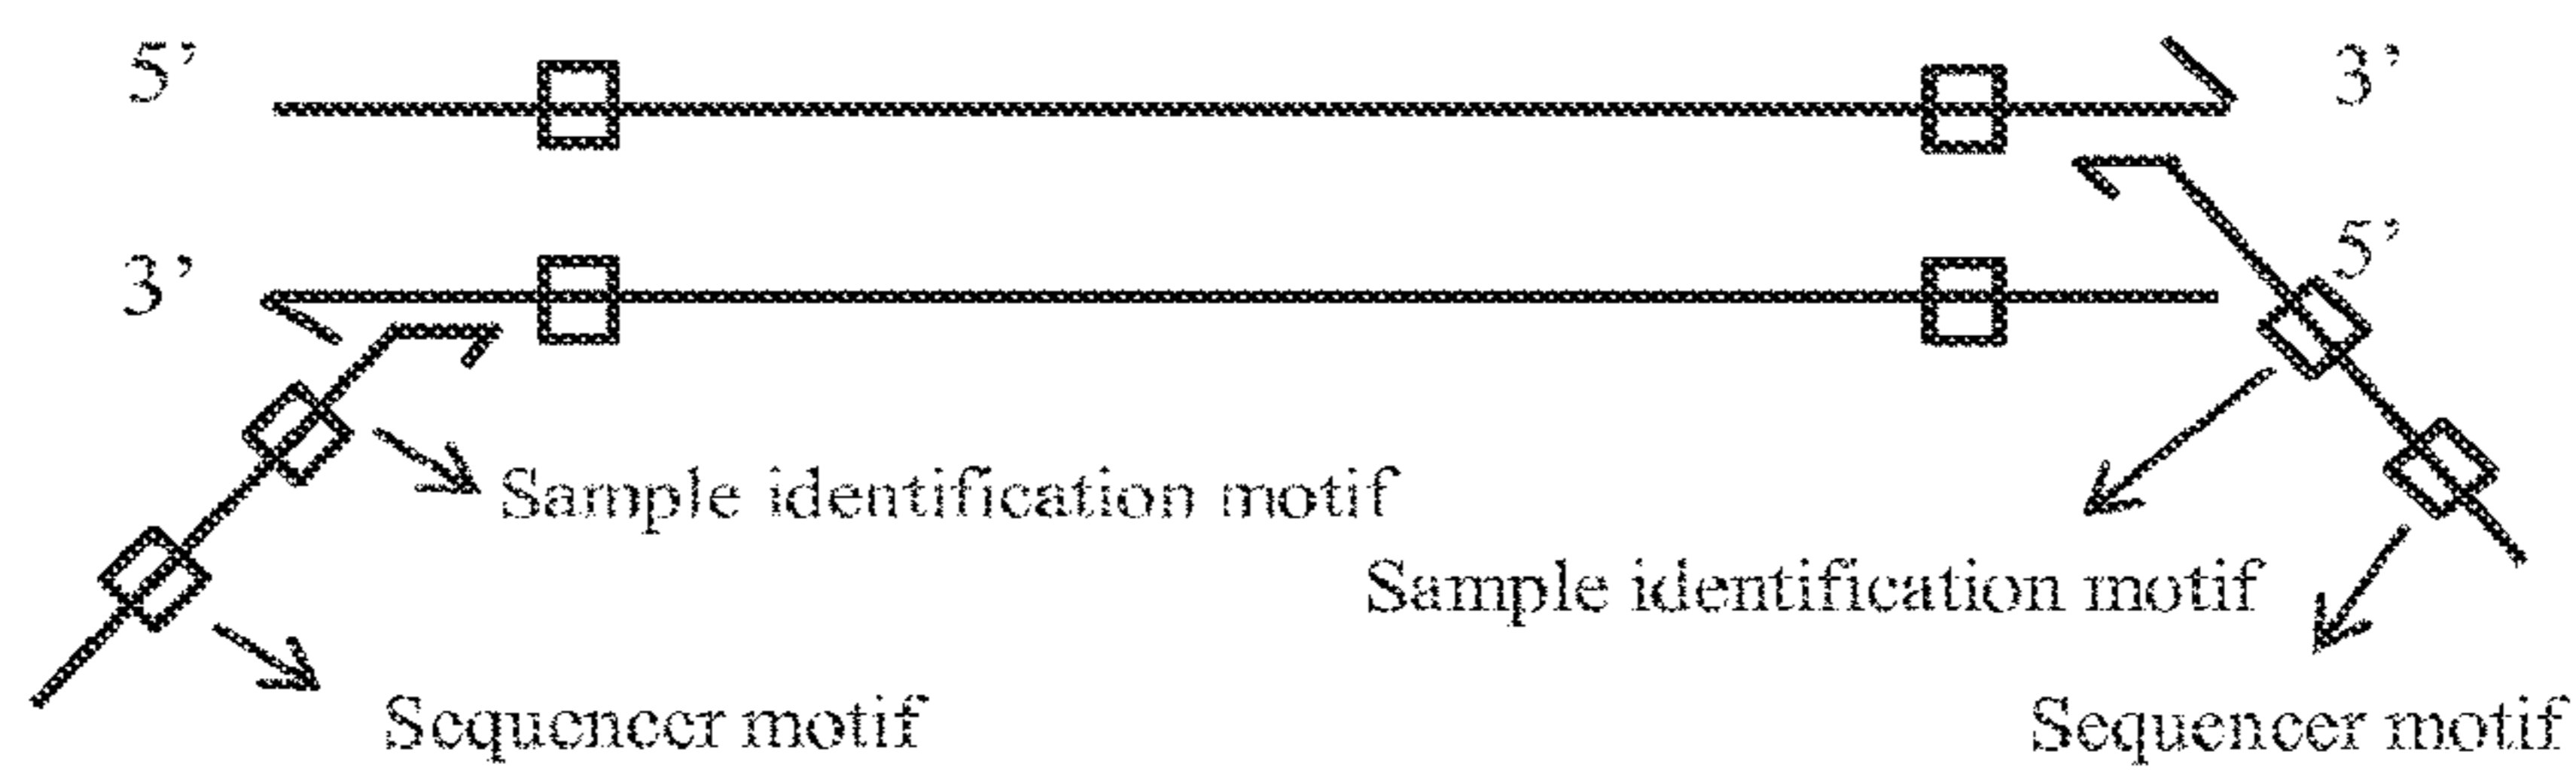 5’
3’
5’
3’
Sample identification motif
Sample identification motif
Sequencer motif
Sequencer motif